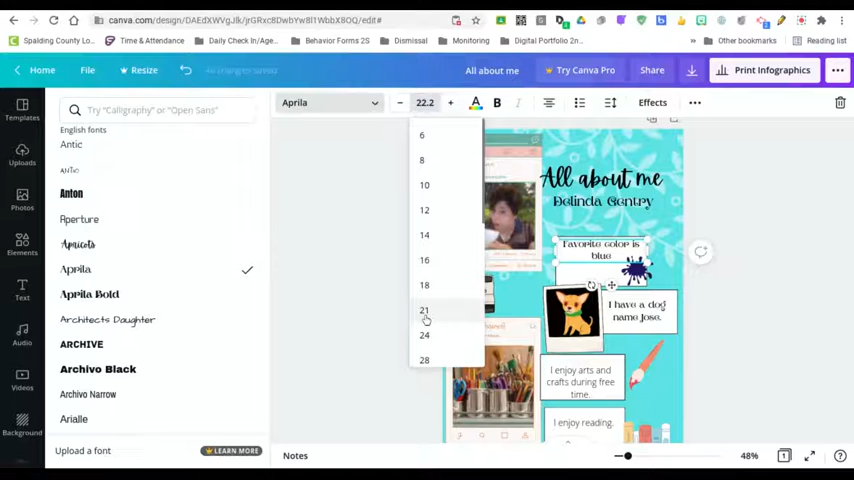 canva.com/design/DAEdXWVgJlk/jrGRxc8DwbYw8l1WbbX8OQ/edit#
Spalding County Lo...
Time & Attendance
Daily Check In/Age...
Behavior Forms 2S
Dismissal
Monitoring
Digital Portfolio 2n...
Other bookmarks
Reading list
Home
File
Resize
All changes saved
All about me
Try Canva Pro
Share
Print Infographics
Templates
Uploads
Photos
Elements
Text
Audio
Videos
Background
Try "Calligraphy" or "Open Sans"
English fonts
Antic
Antic
Anton
Aperture
Apricots
Aprila
Aprila Bold
Architects Daughter
ARCHIVE
Archivo Black
Archivo Narrow
Arialle
Upload a font
LEARN MORE
Aprila
22.2
A
B
I
Effects
6
8
10
12
14
16
18
21
24
28
All about me
Delinda Gentry
Favorite color is
blue
I have a dog
name Jose.
I enjoy arts and
crafts during free
time.
I enjoy reading.
Notes
48%
1